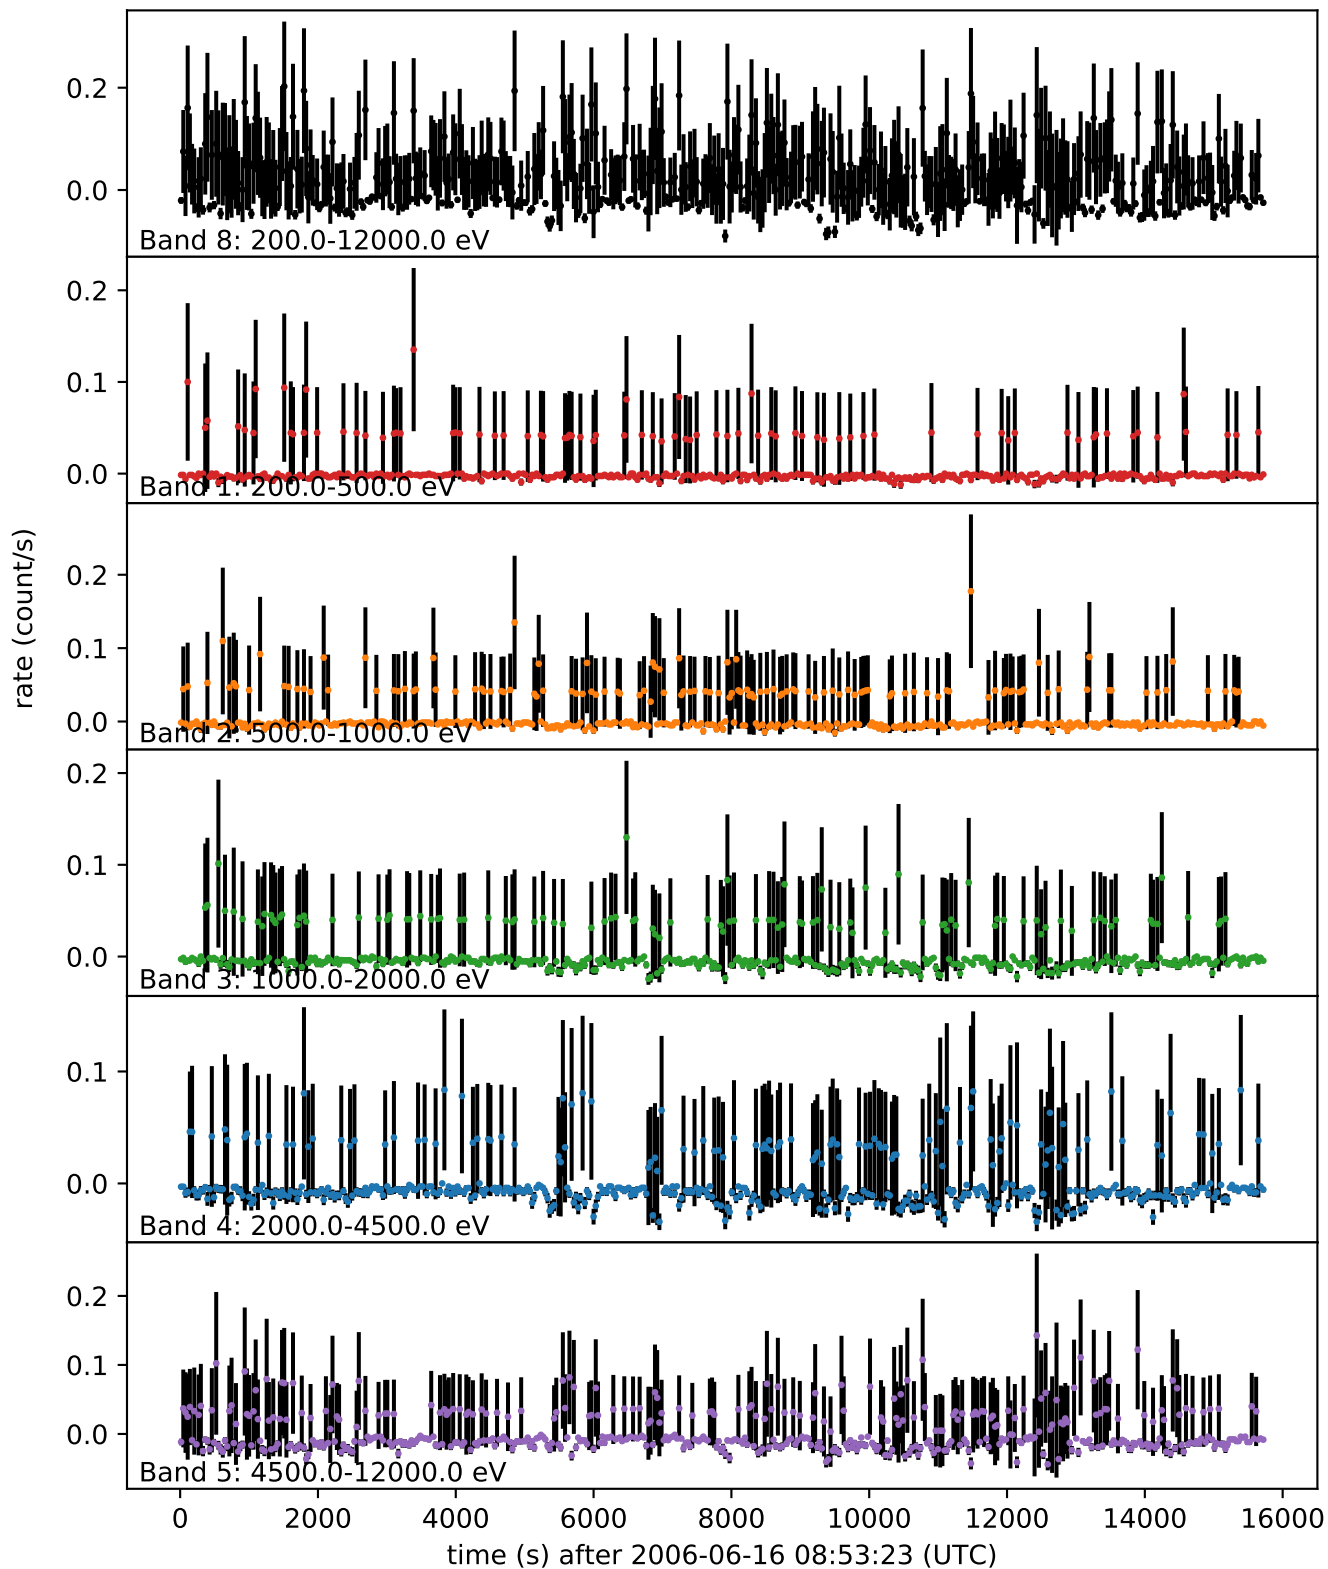 0.2
0.0
Band 8: 200.0-12000.0 eV
0.2
0.1
0.0
Band 1: 200.0-500.0 eV
rate (count/s)
0.2
0.1
0.0
Band 2: 500.0-1000.0 eV
0.2
0.1
0.0
Band 3: 1000.0-2000.0 eV
0.1
0.0
Band 4: 2000.0-4500.0 eV
0.2
0.1
0.0
Band 5: 4500.0-12000.0 eV
0 2000 4000 6000 8000 10000 12000 14000 16000
time (s) after 2006-06-16 08:53:23 (UTC)